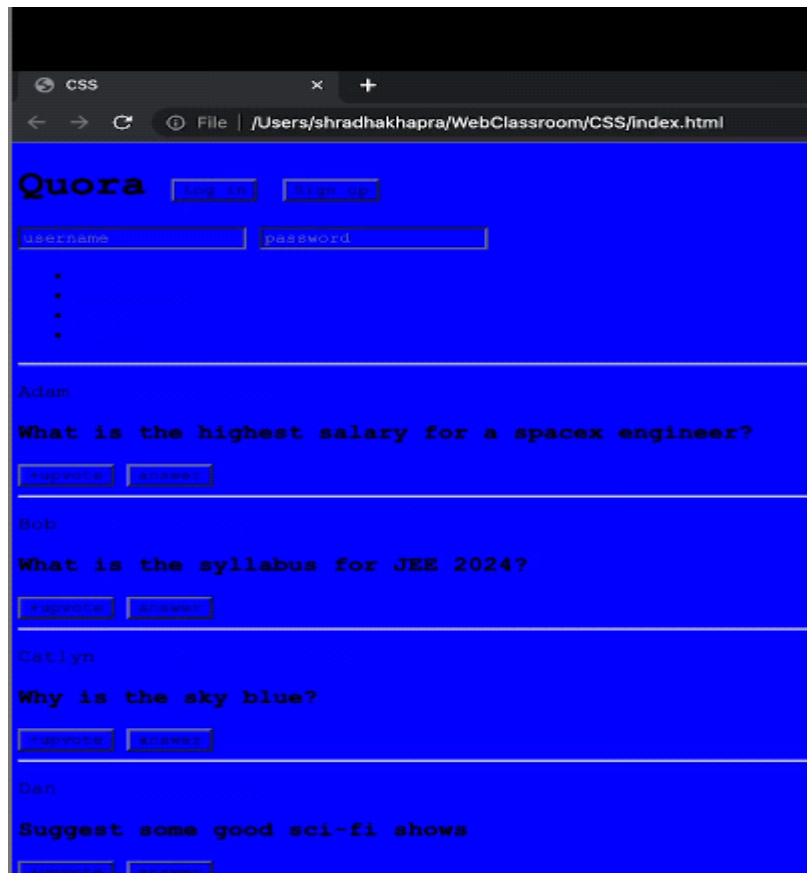 CSS
File | /Users/shradhakhapra/WebClassroom/CSS/index.html
Quora Log in Sign up
username password
Adam
What is the highest salary for a spacex engineer?
+upvote answer
Bob
What is the syllabus for JEE 2024?
+upvote answer
Catlyn
Why is the sky blue?
+upvote answer
Dan
Suggest some good sci-fi shows
+upvote answer